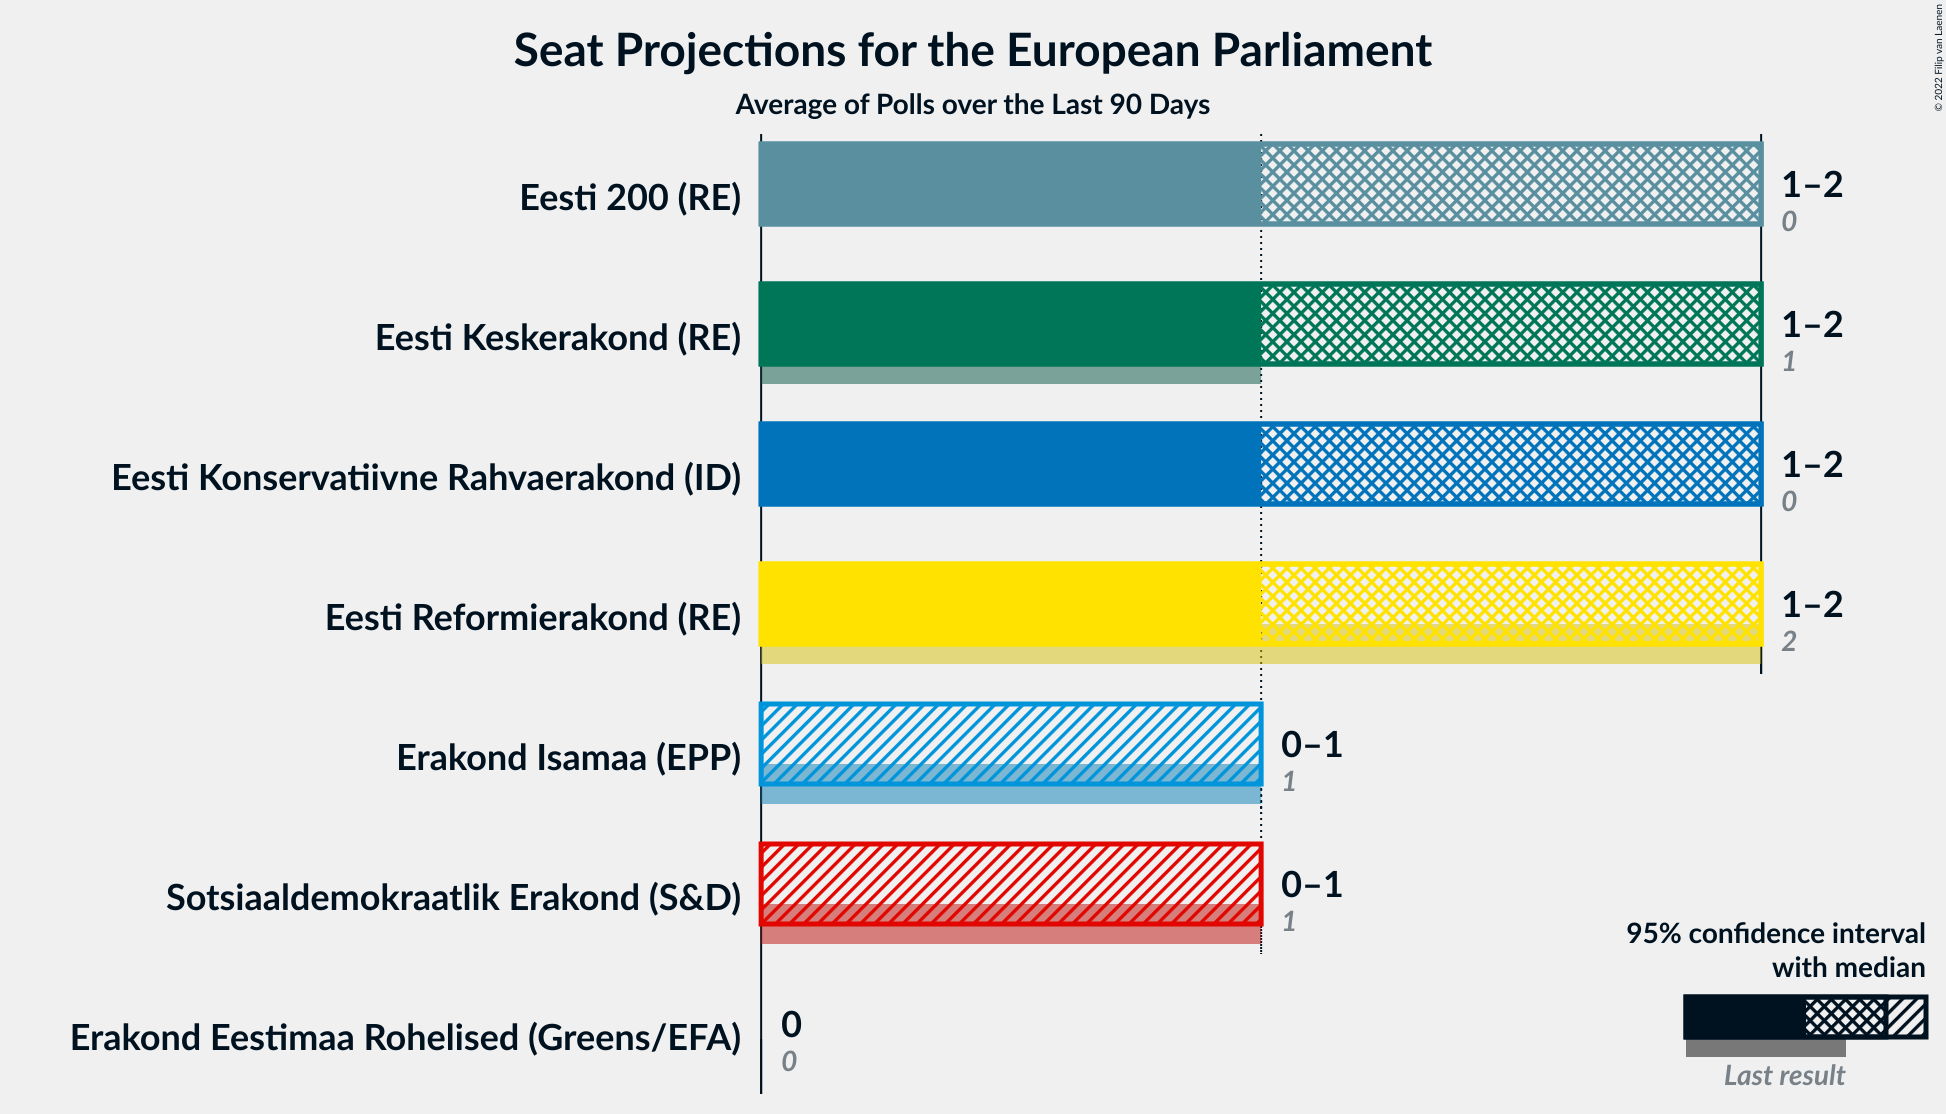 Seat Projections for the European Parliament
Average of Polls over the Last 90 Days
© 2022 Filip van Laenen
Eesti 200 (RE)
1–2
0
Eesti Keskerakond (RE)
1–2
1
Eesti Konservatiivne Rahvaerakond (ID)
1–2
0
Eesti Reformierakond (RE)
1–2
2
Erakond Isamaa (EPP)
0–1
1
Sotsiaaldemokraatlik Erakond (S&D)
0–1
1
Erakond Eestimaa Rohelised (Greens/EFA)
0
0
95% confidence interval
with median
Last result